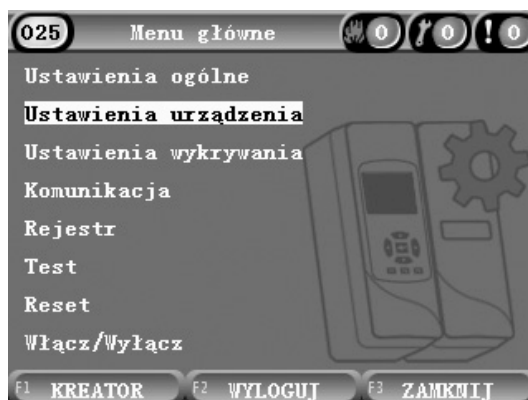 025 Menu główne 0 0 ! 0
Ustawienia ogólne
Ustawienia urządzenia
Ustawienia wykrywania
Komunikacja
Rejestr
Test
Reset
Włącz/Wyłącz
F1 KREATOR F2 WYLOGUJ F3 ZAMKNIJ